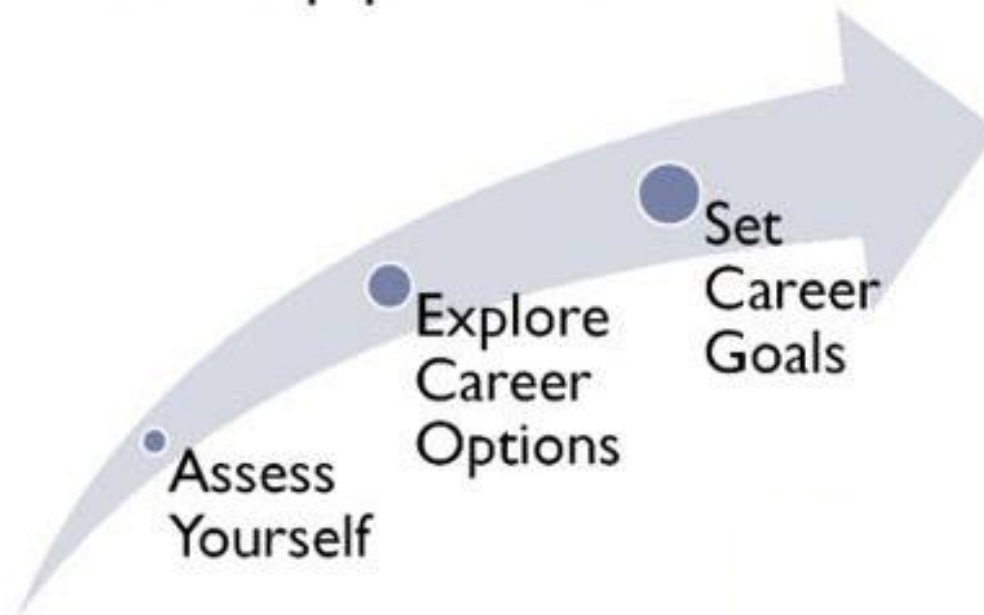 Assess
Yourself
Explore
Career
Options
Set
Career
Goals